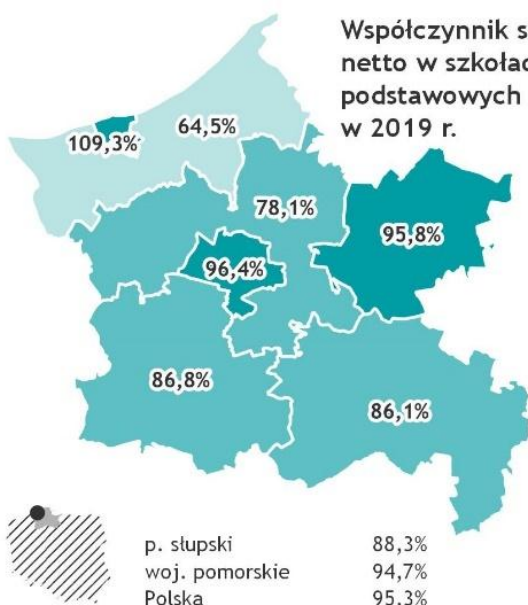 Współczynnik s
netto w szkołac
podstawowych
w 2019 r.
64,5%
109,3%
78,1%
95,8%
96,4%
86,8%
86,1%
p. słupski 88,3%
woj. pomorskie 94,7%
Polska 95,3%